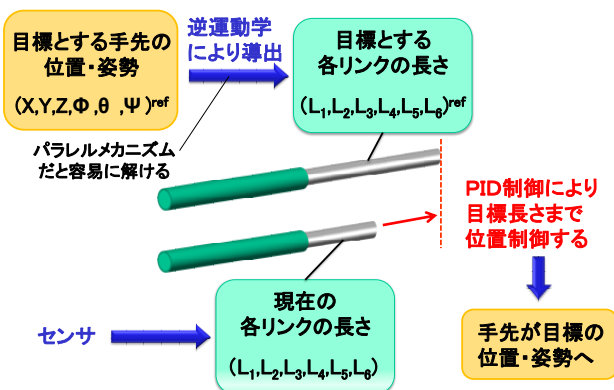 目標とする手先の
位置・姿勢
(X,Y,Z,Φ,θ ,Ψ)ref
逆運動学
により導出
目標とする
各リンクの長さ
(L1,L2,L3,L4,L5,L6)ref
パラレルメカニズム
だと容易に解ける
PID制御により
目標長さまで
位置制御する
センサ
現在の
各リンクの長さ
(L1,L2,L3,L4,L5,L6)
手先が目標の
位置・姿勢へ